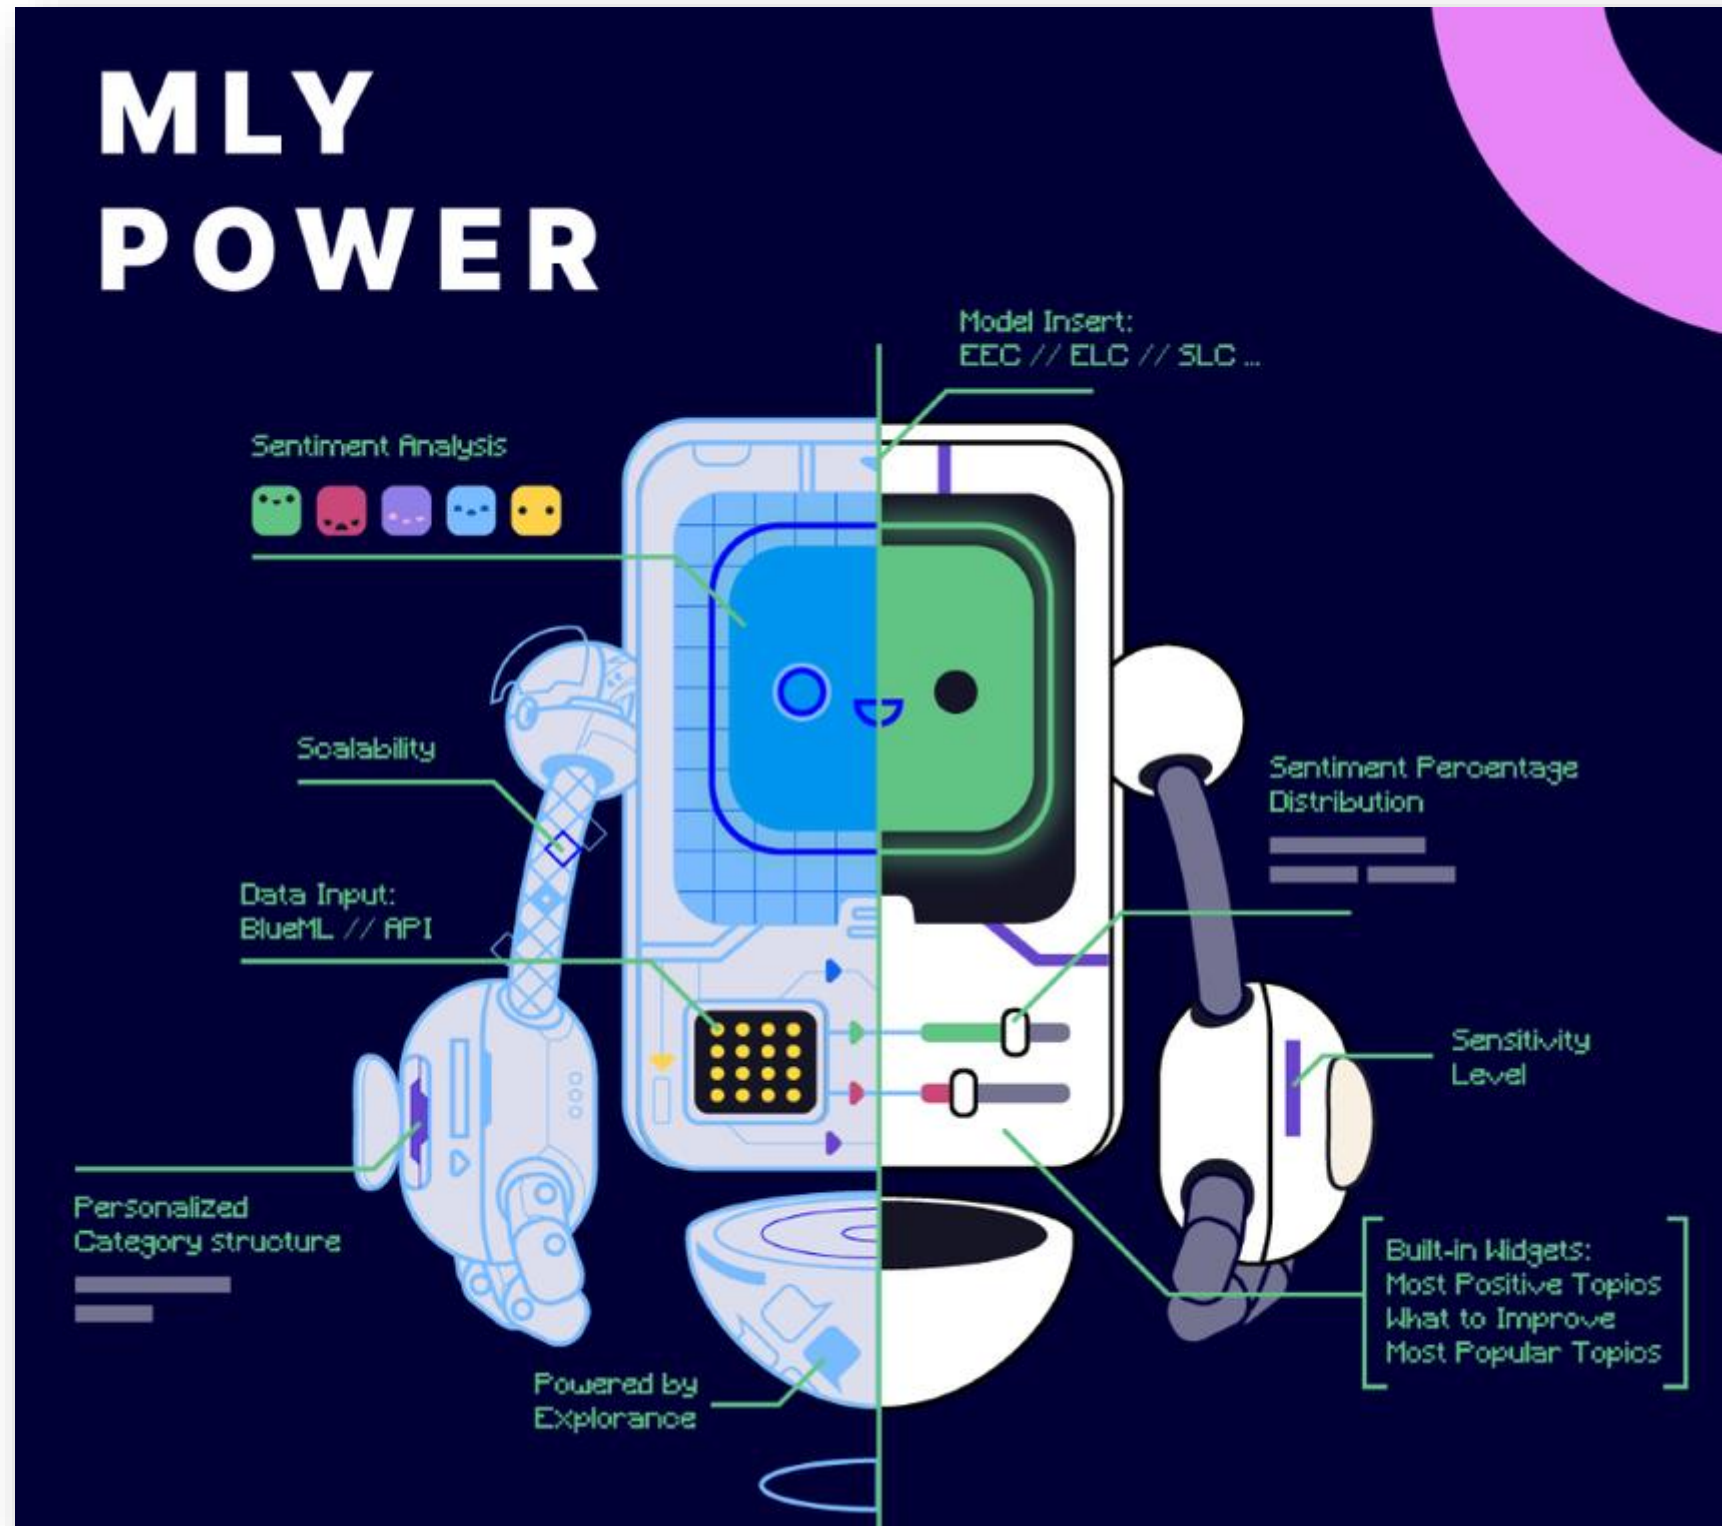 MLY
POWER
Model Insert:
EEC // ELC // SLC ...
Sentiment Analysis
Scalability
Sentiment Percentage
Distribution
Data Input:
BlueML // API
Sensitivity
Level
Personalized
Category structure
Built-in Widgets:
Most Positive Topics
What to Improve
Most Popular Topics
Powered by
Explorance